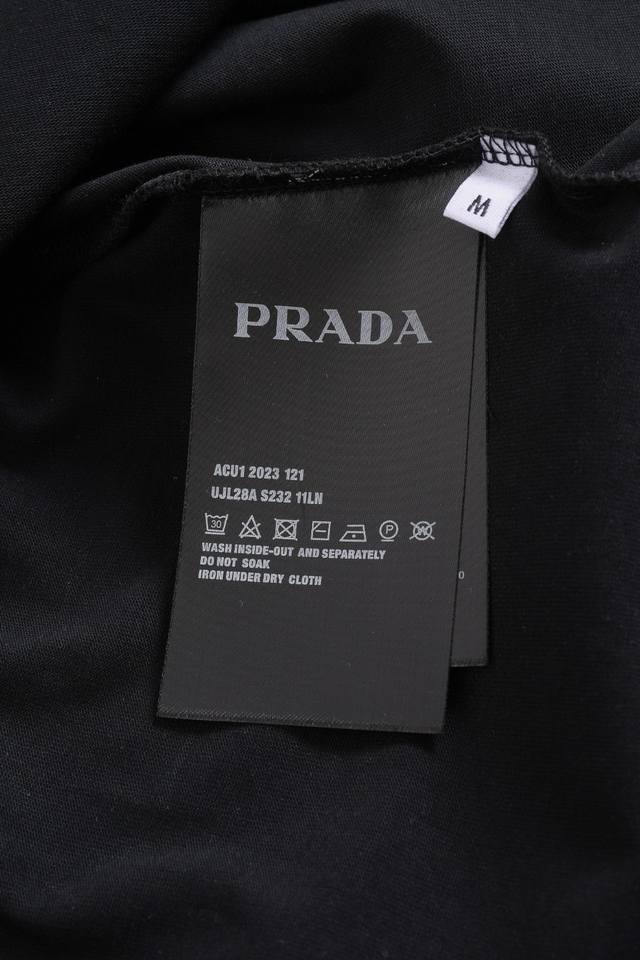 M
PRADA
ACU1 2023 121
UJL28A S232 11LN
30 P W
WASH INSIDE-OUT AND SEPARATELY
DO NOT SOAK
IRON UNDER DRY CLOTH
0